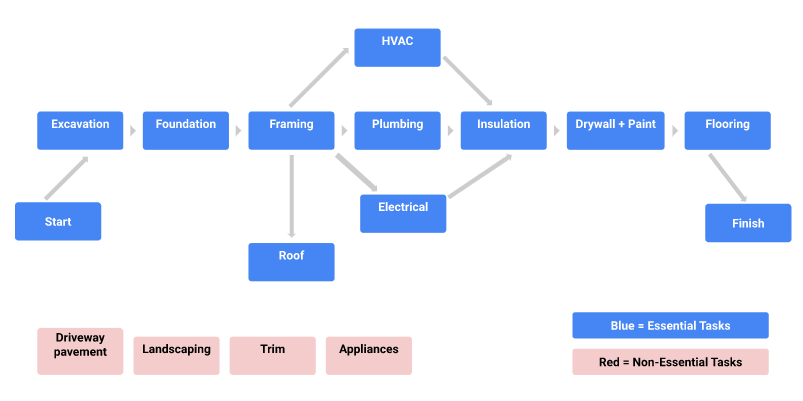 HVAC
Excavation
Foundation
Framing
Plumbing
Insulation
Drywall + Paint
Flooring
Start
Electrical
Finish
Roof
Driveway
pavement
Landscaping
Trim
Appliances
Blue = Essential Tasks
Red = Non-Essential Tasks